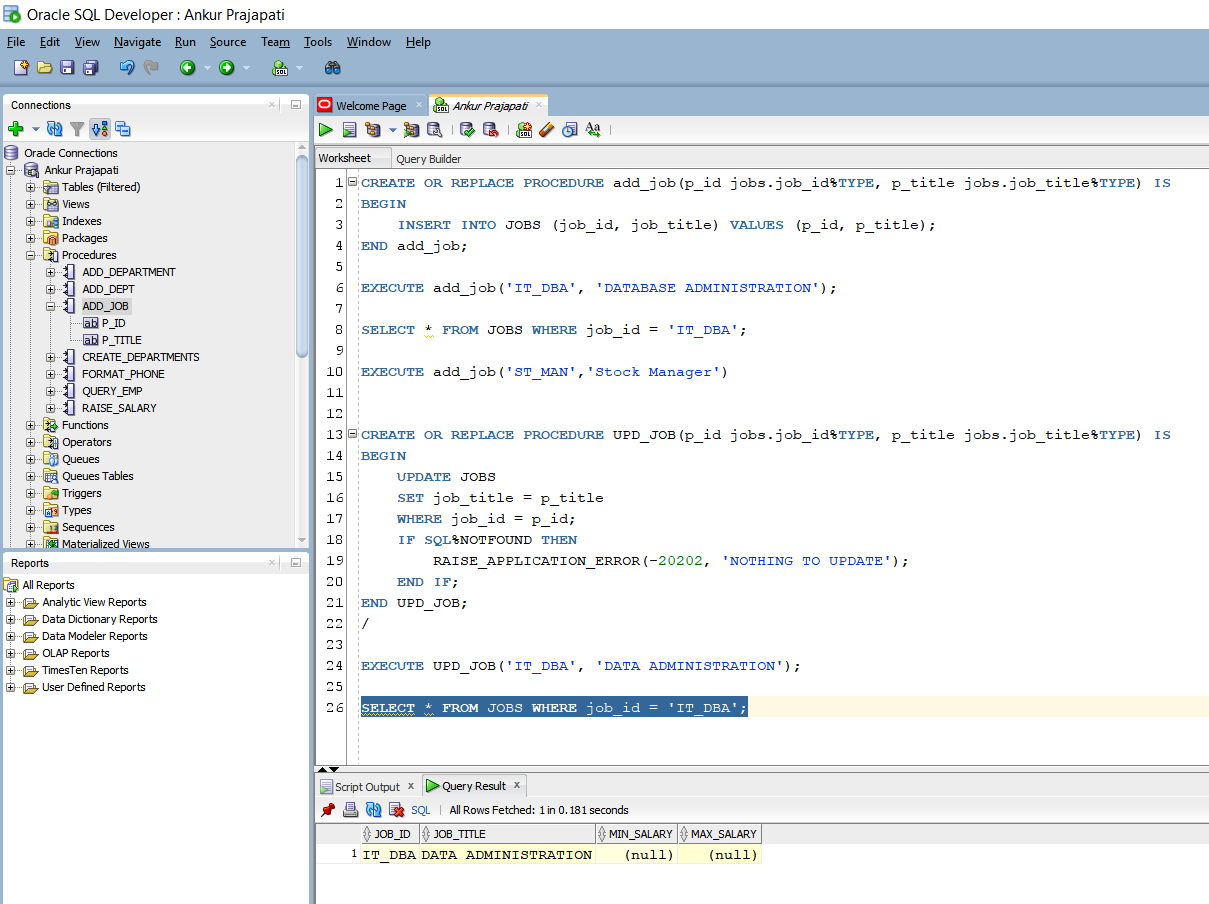 Oracle SQL Developer : Ankur Prajapati
File Edit View Navigate Run Source Team Tools Window Help
Connections
Oracle Connections
Ankur Prajapati
Tables (Filtered)
Views
Indexes
Packages
Procedures
ADD_DEPARTMENT
ADD_DEPT
ADD_JOB
P_ID
P_TITLE
CREATE_DEPARTMENTS
FORMAT_PHONE
QUERY_EMP
RAISE_SALARY
Functions
Operators
Queues
Queues Tables
Triggers
Types
Sequences
Materialized Views
Reports
All Reports
Analytic View Reports
Data Dictionary Reports
Data Modeler Reports
OLAP Reports
TimesTen Reports
User Defined Reports
Welcome Page Ankur Prajapati
Worksheet Query Builder
1 CREATE OR REPLACE PROCEDURE add_job(p_id jobs.job_id%TYPE, p_title jobs.job_title%TYPE) IS
2 BEGIN
3 INSERT INTO JOBS (job_id, job_title) VALUES (p_id, p_title);
4 END add_job;
5
6 EXECUTE add_job('IT_DBA', 'DATABASE ADMINISTRATION');
7
8 SELECT * FROM JOBS WHERE job_id = 'IT_DBA';
9
10 EXECUTE add_job('ST_MAN','Stock Manager')
11
12
13 CREATE OR REPLACE PROCEDURE UPD_JOB(p_id jobs.job_id%TYPE, p_title jobs.job_title%TYPE) IS
14 BEGIN
15 UPDATE JOBS
16 SET job_title = p_title
17 WHERE job_id = p_id;
18 IF SQL%NOTFOUND THEN
19 RAISE_APPLICATION_ERROR(-20202, 'NOTHING TO UPDATE');
20 END IF;
21 END UPD_JOB;
22 /
23
24 EXECUTE UPD_JOB('IT_DBA', 'DATA ADMINISTRATION');
25
26 SELECT * FROM JOBS WHERE job_id = 'IT_DBA';
Script Output x Query Result x
SQL | All Rows Fetched: 1 in 0.181 seconds
JOB_ID JOB_TITLE MIN_SALARY MAX_SALARY
1 IT_DBA DATA ADMINISTRATION (null) (null)